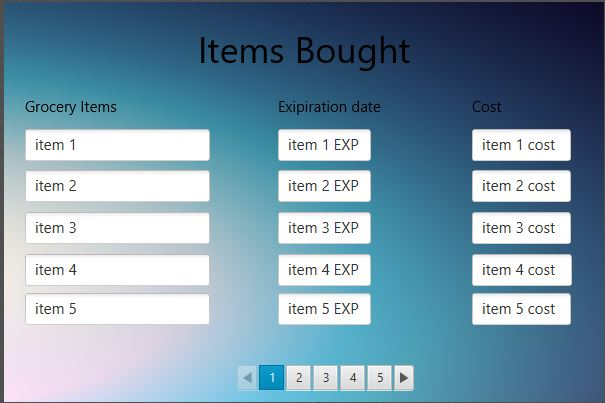 Items Bought
Grocery Items Exipiration date Cost
item 1 item 1 EXP item 1 cost
item 2 item 2 EXP item 2 cost
item 3 item 3 EXP item 3 cost
item 4 item 4 EXP item 4 cost
item 5 item 5 EXP item 5 cost
1 2 3 4 5